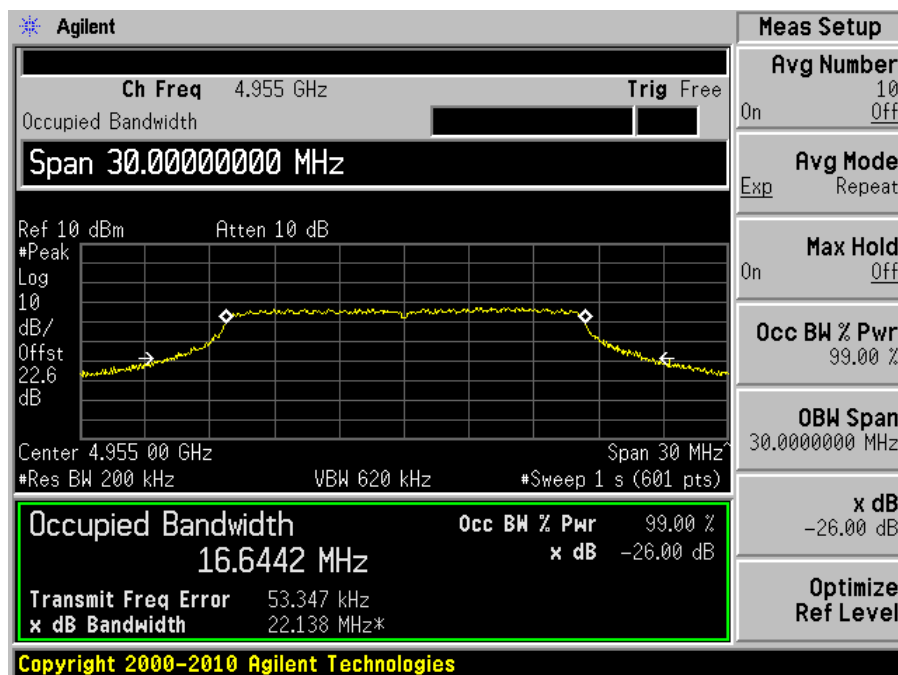 Agilent
Meas Setup
Ch Freq 4.955 GHz Trig Free
Occupied Bandwidth
Span 30.00000000 MHz
Ref 10 dBm Atten 10 dB
#Peak
Log
10
dB/
Offst
22.6
dB
Center 4.955 00 GHz Span 30 MHz^
#Res BW 200 kHz VBW 620 kHz #Sweep 1 s (601 pts)
Occupied Bandwidth
16.6442 MHz
Occ BW % Pwr 99.00 %
x dB -26.00 dB
Transmit Freq Error 53.347 kHz
x dB Bandwidth 22.138 MHz*
Avg Number
10
On Off
Avg Mode
Exp Repeat
Max Hold
On Off
Occ BW % Pwr
99.00 %
OBW Span
30.0000000 MHz
x dB
-26.00 dB
Optimize
Ref Level
Copyright 2000-2010 Agilent Technologies